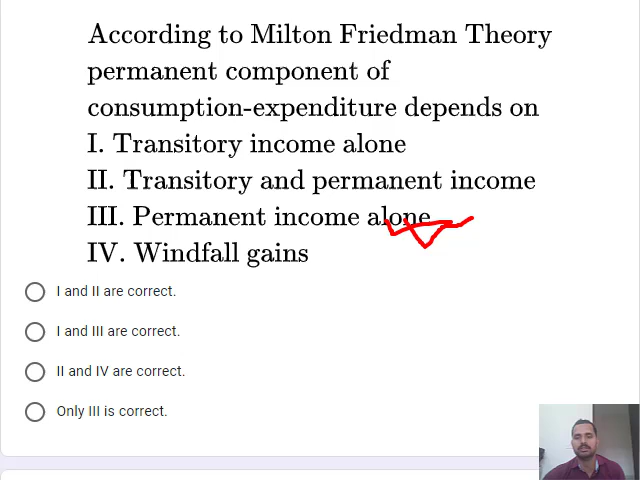 According to Milton Friedman Theory
permanent component of
consumption-expenditure depends on
I. Transitory income alone
II. Transitory and permanent income
III. Permanent income alone
IV. Windfall gains
I and II are correct.
I and III are correct.
II and IV are correct.
Only III is correct.